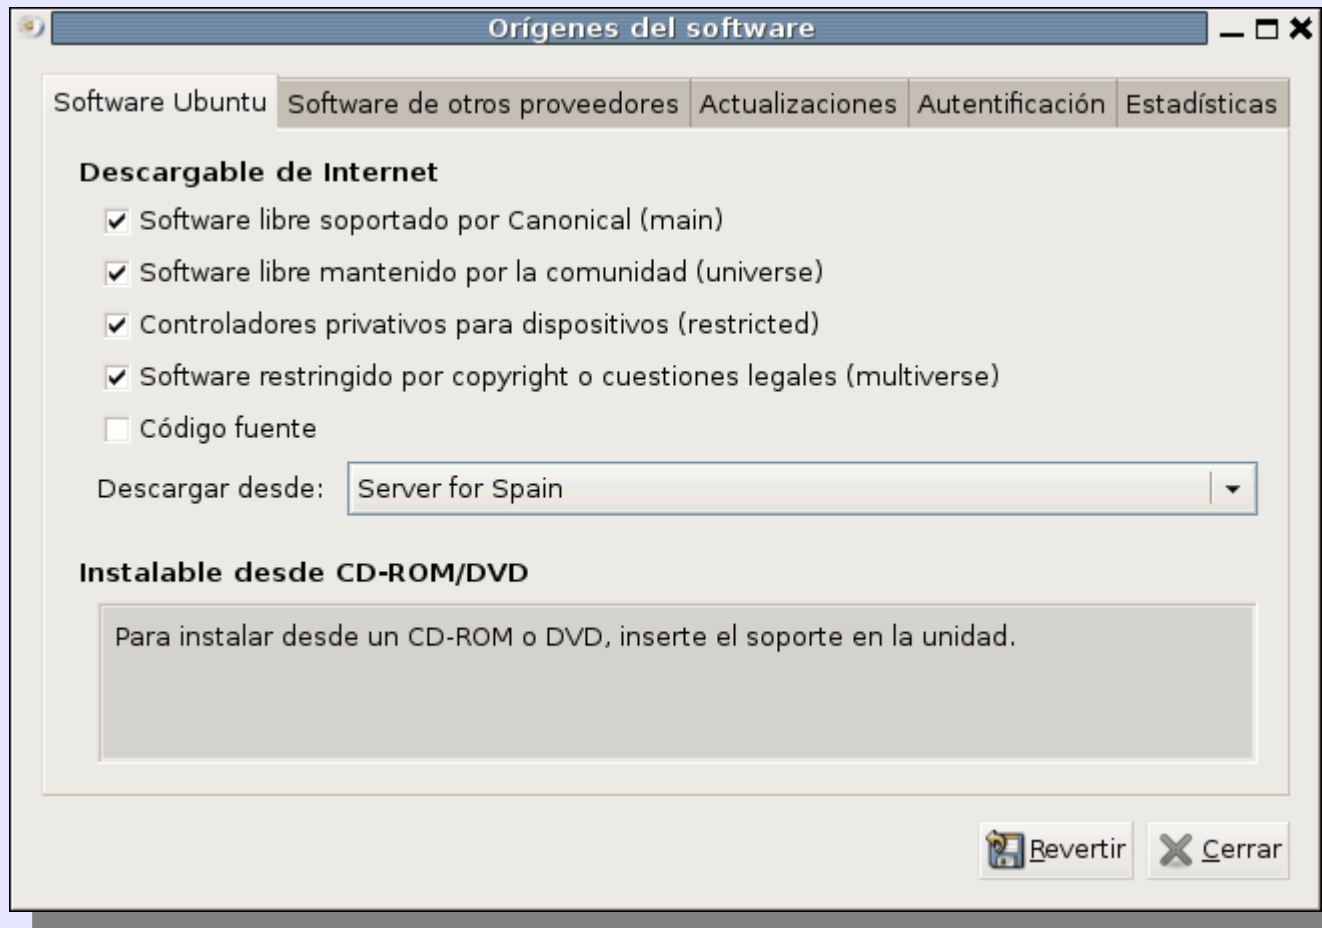 Orígenes del software
Software Ubuntu
Software de otros proveedores
Actualizaciones
Autentificación
Estadísticas
Descargable de Internet
Software libre soportado por Canonical (main)
Software libre mantenido por la comunidad (universe)
Controladores privativos para dispositivos (restricted)
Software restringido por copyright o cuestiones legales (multiverse)
Código fuente
Descargar desde: Server for Spain
Instalable desde CD-ROM/DVD
Para instalar desde un CD-ROM o DVD, inserte el soporte en la unidad.
Revertir
Cerrar